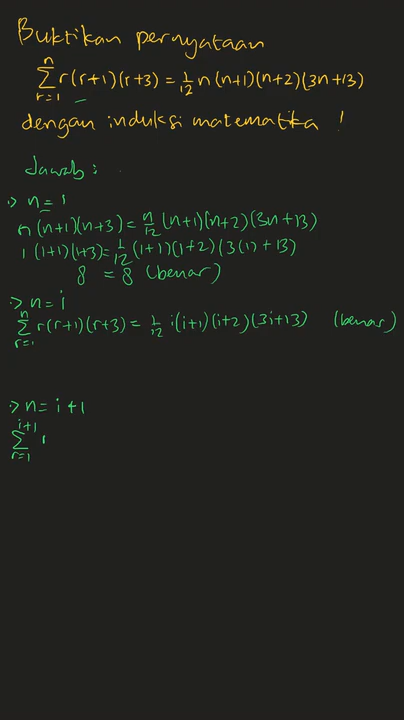 Buktikan pernyataan
n
∑ r(r+1)(r+3) = 1/12 n(n+1)(n+2)(3n+13)
r=1
dengan induksi matematika !
Jawab :
:> n = 1
n(n+1)(n+3) = n/12 (n+1)(n+2)(3n+13)
1(1+1)(1+3) = 1/12 (1+1)(1+2)(3(1)+13)
8 = 8 (benar)
:> n = i
n
∑ r(r+1)(r+3) = 1/12 i(i+1)(i+2)(3i+13) (benar)
r=1
:> n = i+1
i+1
∑
r=1